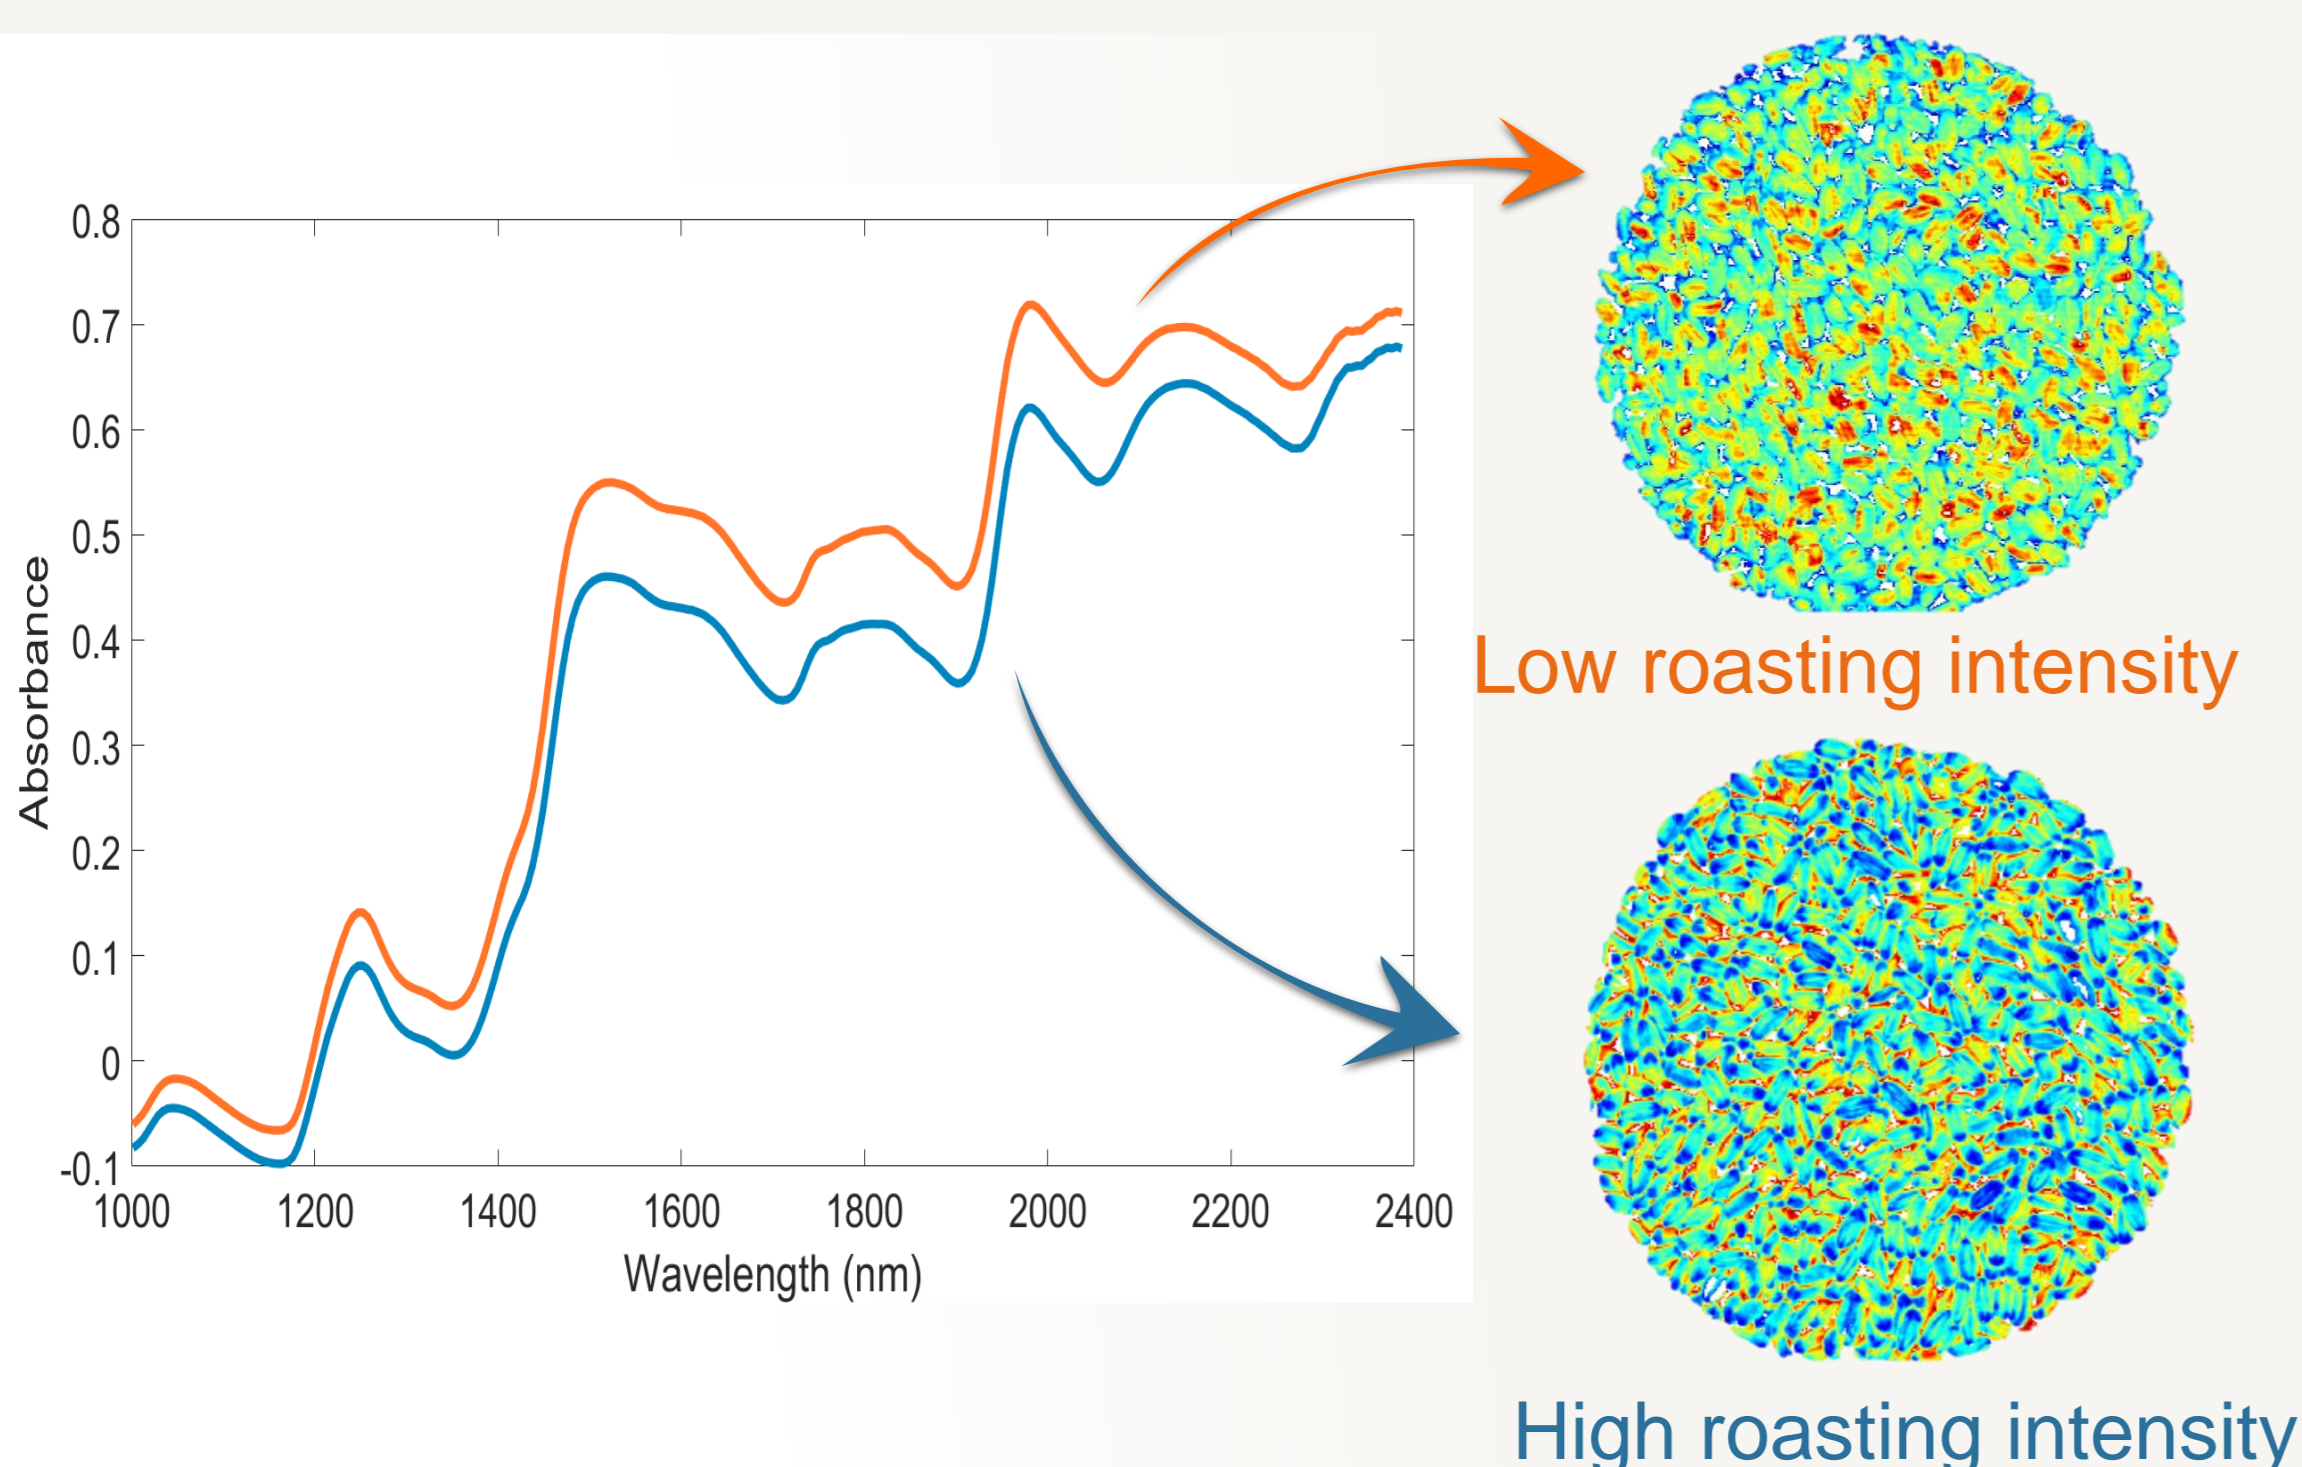 0.8
0.7
0.6
0.5
0.4
0.3
0.2
0.1
0
-0.1
Absorbance
1000 1200 1400 1600 1800 2000 2200 2400
Wavelength (nm)
Low roasting intensity
High roasting intensity